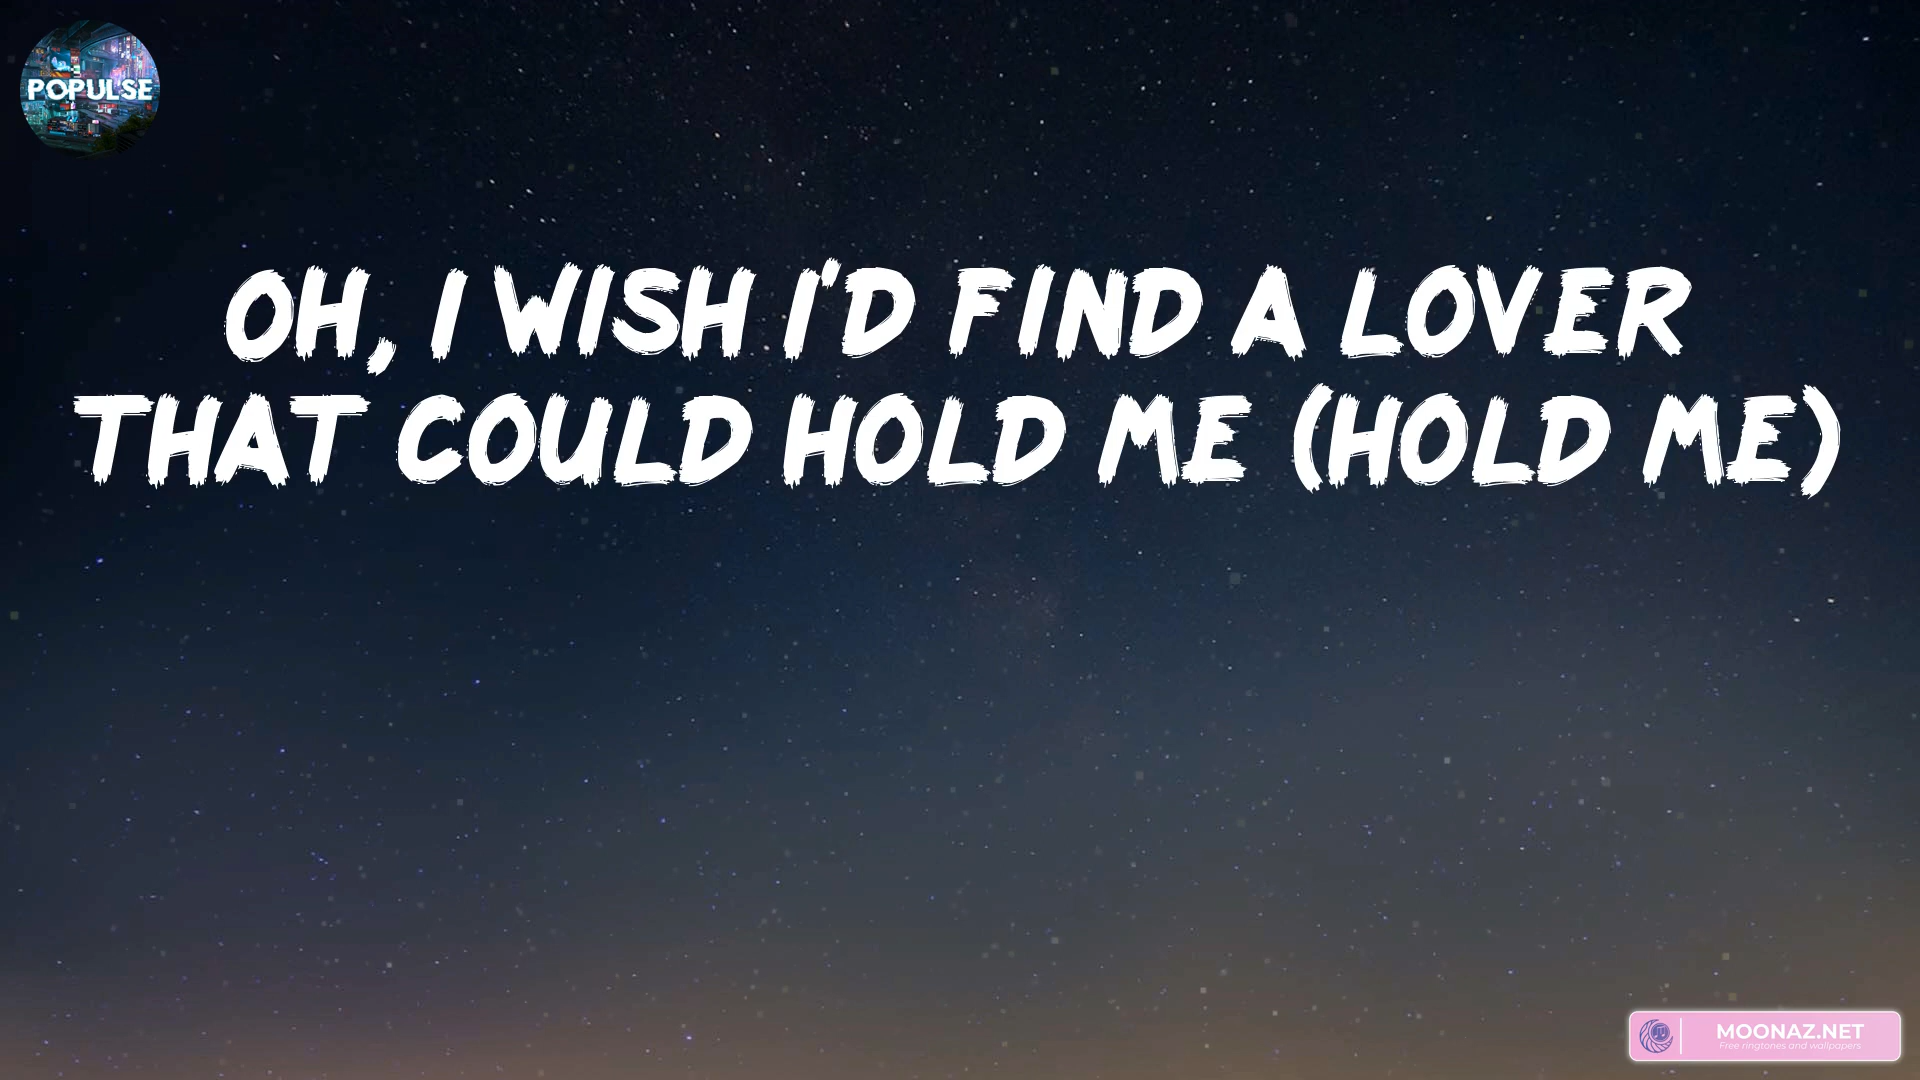 POPULSE
OH, I WISH I'D FIND A LOVER
THAT COULD HOLD ME (HOLD ME)
MOONAZ.NET
Free ringtones and wallpapers